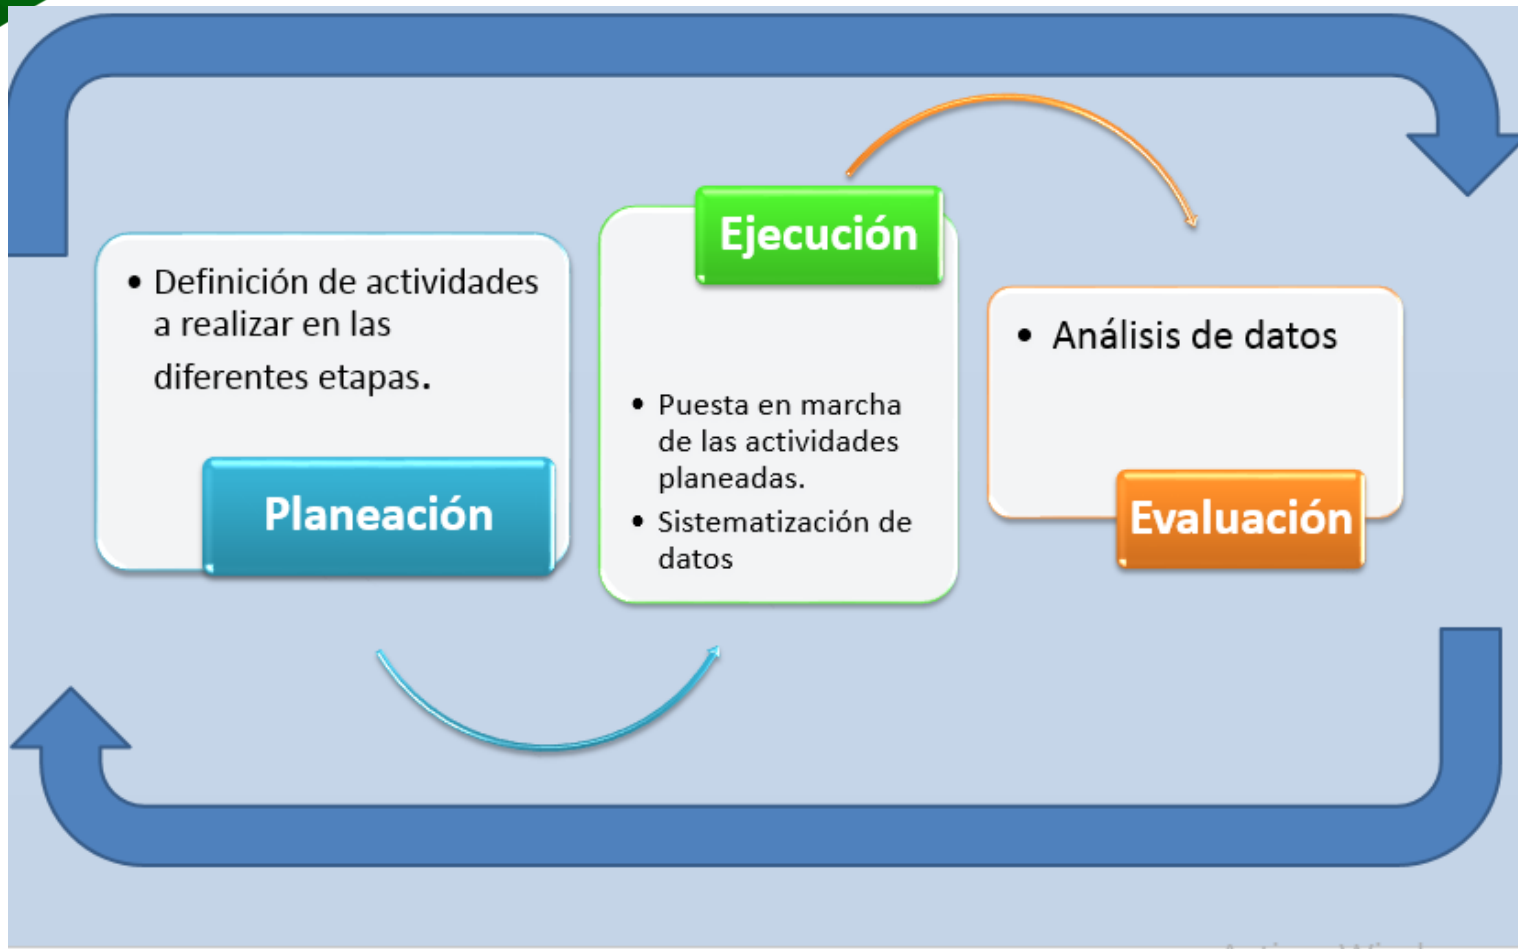 • Definición de actividades
a realizar en las
diferentes etapas.
Planeación
Ejecución
• Puesta en marcha
de las actividades
planeadas.
• Sistematización de
datos
• Análisis de datos
Evaluación